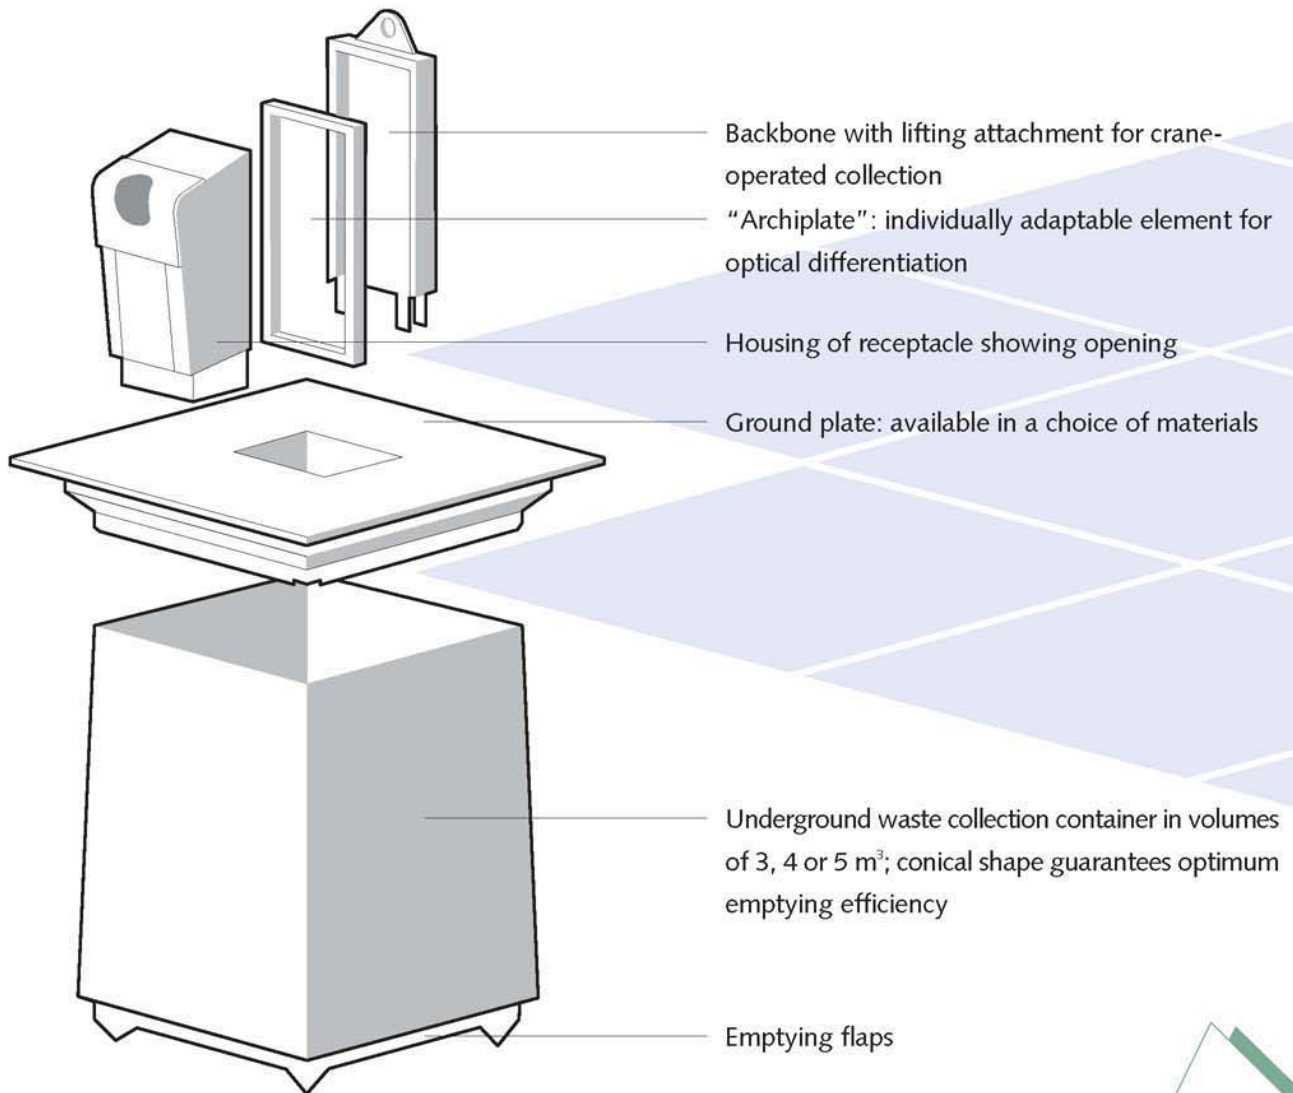 Backbone with lifting attachment for crane-
operated collection
“Archiplate”: individually adaptable element for
optical differentiation
Housing of receptacle showing opening
Ground plate: available in a choice of materials
Underground waste collection container in volumes
of 3, 4 or 5 m³; conical shape guarantees optimum
emptying efficiency
Emptying flaps